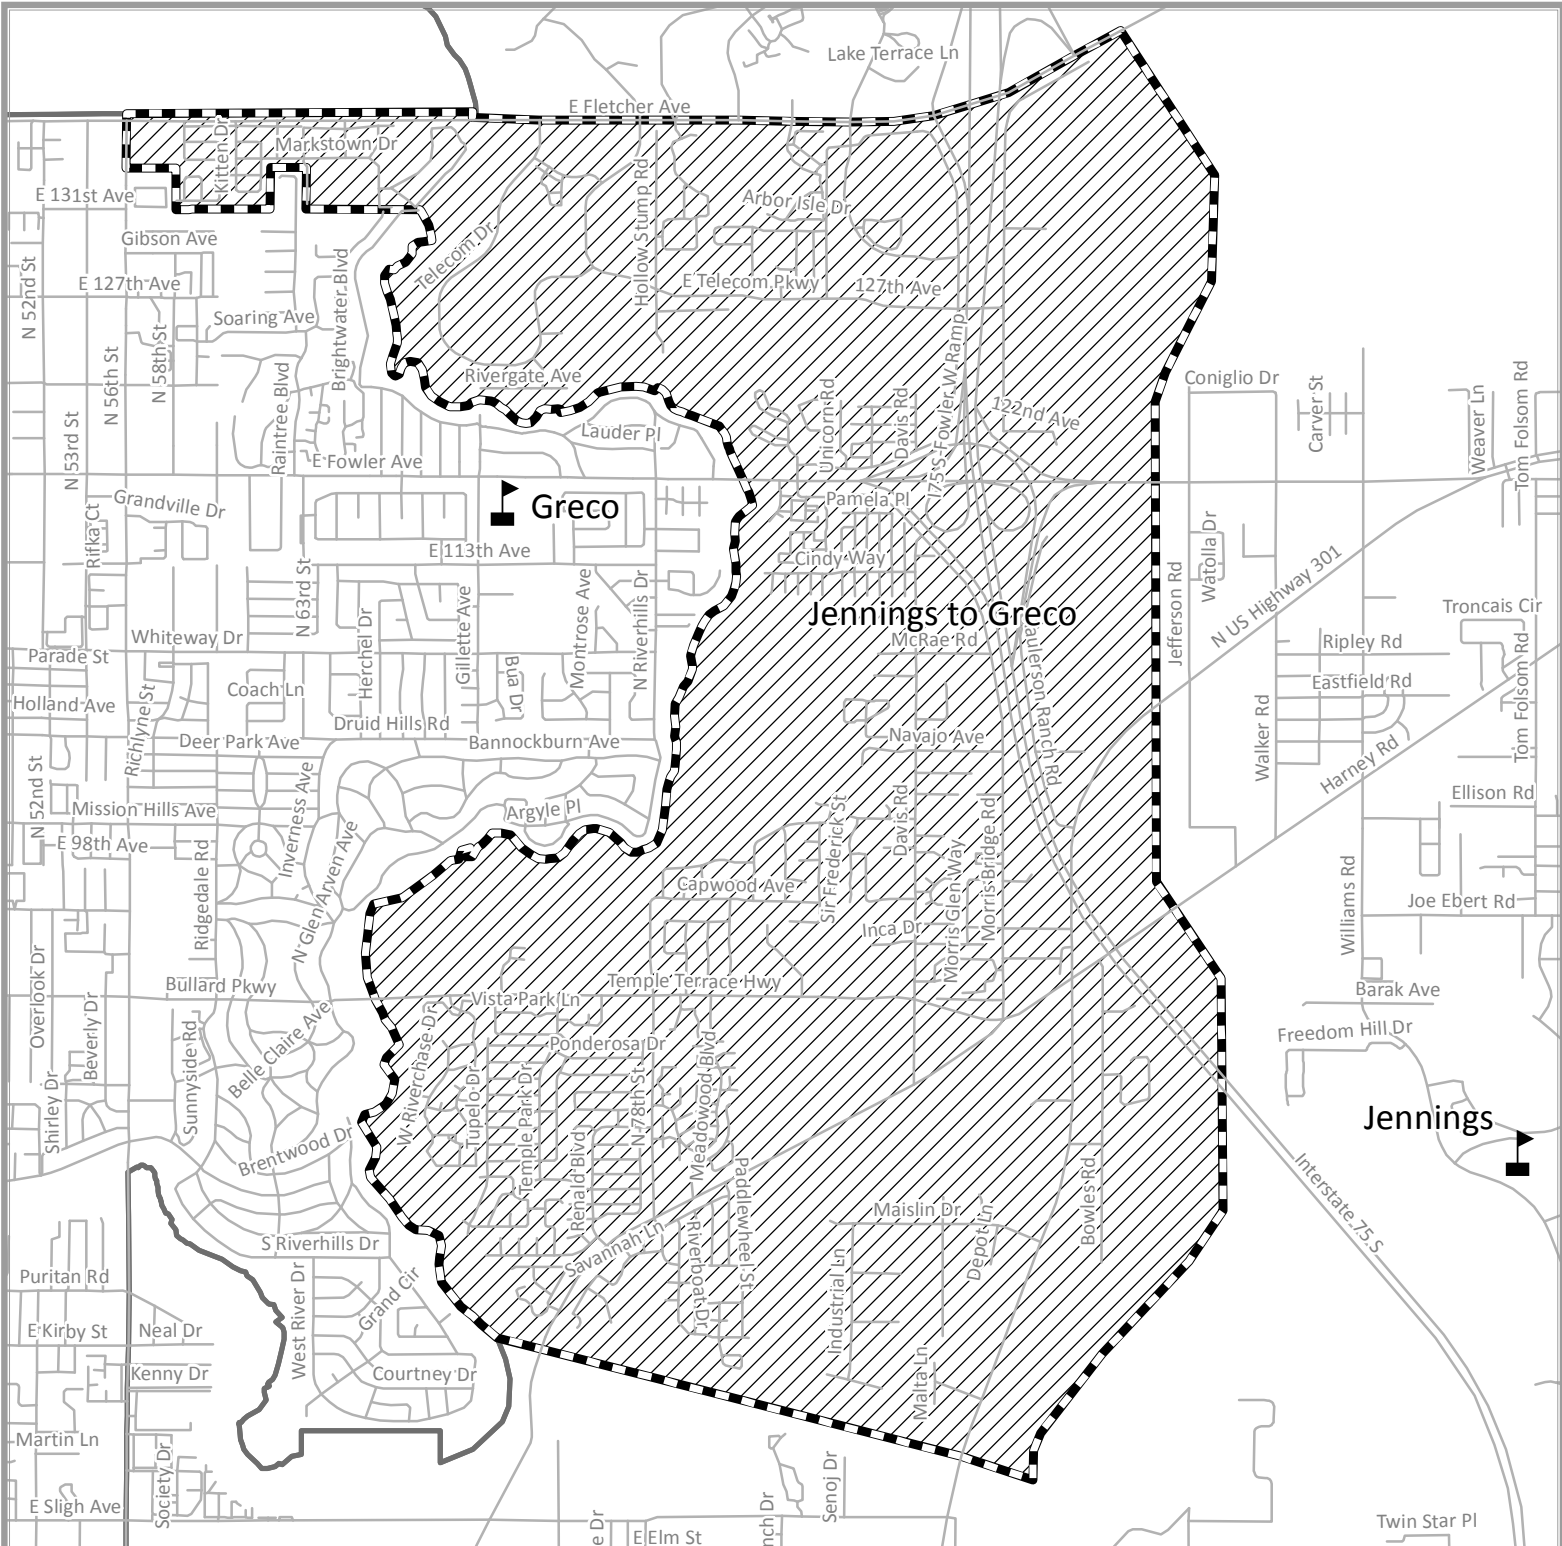 Lake Terrace Ln
E Fletcher Ave
Kitten Dr
Markstown Dr
E 131st Ave
Hollow Stump Rd
Arbor Isle Dr
Gibson Ave
Telecom Dr
N 52nd St
E 127th Ave
Brightwater Blvd
E Telecom Pkwy
127th Ave
Soaring Ave
N 56th St
N 58th St
Raintree Blvd
Rivergate Ave
I 75 S-Fowler W Ramp
Coniglio Dr
Carver St
Weaver Ln
Tom Folsom Rd
N 53rd St
Unicorn Rd
Davis Rd
122nd Ave
Lauder Pl
E Fowler Ave
Grandville Dr
Greco
Pamela Pl
Rifka Ct
E 113th Ave
Cindy Way
Watolla Dr
N US Highway 301
Jefferson Rd
N 63rd St
Herchel Dr
Gillette Ave
Montrose Ave
N Riverhills Dr
Jennings to Greco
Troncais Cir
Whiteway Dr
McRae Rd
Ripley Rd
Parade St
Bua Dr
aulerson Ranch Rd
Eastfield Rd
Tom Folsom Rd
Holland Ave
Coach Ln
Richlyne St
Druid Hills Rd
Walker Rd
Deer Park Ave
Bannockburn Ave
Navajo Ave
Harney Rd
N 52nd St
Inverness Ave
Mission Hills Ave
Argyle Pl
Sir Frederick St
Davis Rd
Morris Bridge Rd
Ellison Rd
E 98th Ave
Ridgedale Rd
N Glen Arven Ave
Capwood Ave
Morris Glen Way
Williams Rd
Joe Ebert Rd
Inca Dr
Overlook Dr
Bullard Pkwy
Temple Terrace Hwy
Vista Park Ln
Barak Ave
Beverly Dr
Sunnyside Rd
Belle Claire Ave
W Riverchase Dr
Ponderosa Dr
Freedom Hill Dr
Shirley Dr
Tupelo Dr
Temple Park Dr
N 78th St
Meadowood Blvd
Jennings
Brentwood Dr
Renald Blvd
Paddlewheel St
Bowles Rd
Interstate 75 S
Maislin Dr
Depot Ln
S Riverhills Dr
Savannah Ln
Riverboat Dr
Industrial Ln
Puritan Rd
West River Dr
Grand Cir
E Kirby St
Neal Dr
Kenny Dr
Courtney Dr
Malta Ln
Martin Ln
Society Dr
Senoj Dr
E Sligh Ave
e Dr
E Elm St
nch Dr
Twin Star Pl